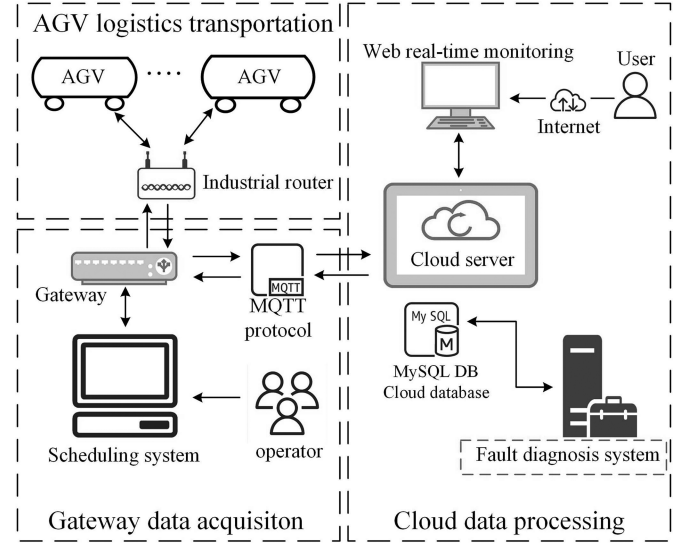 AGV logistics transportation
AGV
AGV
Industrial router
Gateway
MQTT
MQTT
protocol
Scheduling system
operator
Gateway data acquisiton
Web real-time monitoring
User
Internet
Cloud server
My SQL
M
MySQL DB
Cloud database
Fault diagnosis system
Cloud data processing